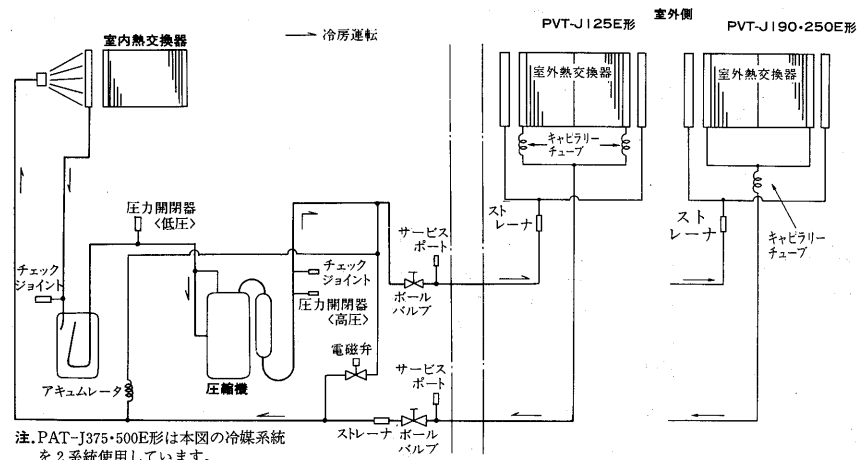 室外側
PVT-J125E形
PVT-J190・250E形
室内熱交換器
冷房運転
室外熱交換器
室外熱交換器
キャピラリー
チューブ
圧力開閉器
〈低圧〉
サービス
ポート
スト
レーナ
スト
レーナ
キャピラリー
チューブ
チェック
ジョイント
チェック
ジョイント
圧力開閉器
〈高圧〉
ボール
バルブ
電磁弁
サービス
ポート
アキュムレータ
圧縮機
ストレーナ
ボール
バルブ
注.PAT-J375・500E形は本図の冷媒系統
を2系統使用しています。